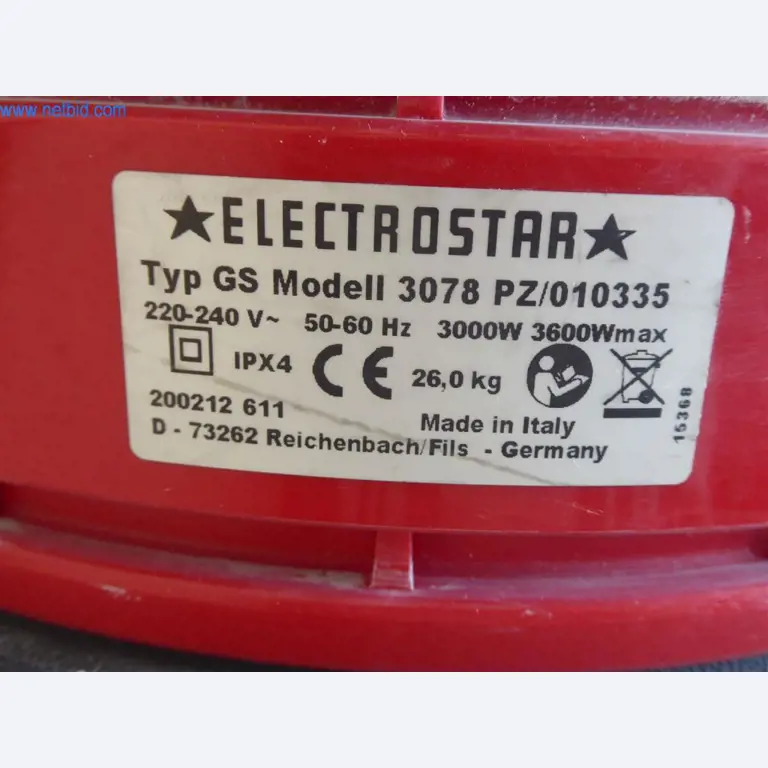 www.netbid.com
★ELECTROSTAR★
Typ GS Modell 3078 PZ/010335
220-240 V~ 50-60 Hz 3000W 3600Wmax
IPX4 CE 26,0 kg
200212 611 Made in Italy
D - 73262 Reichenbach/Fils - Germany
15368